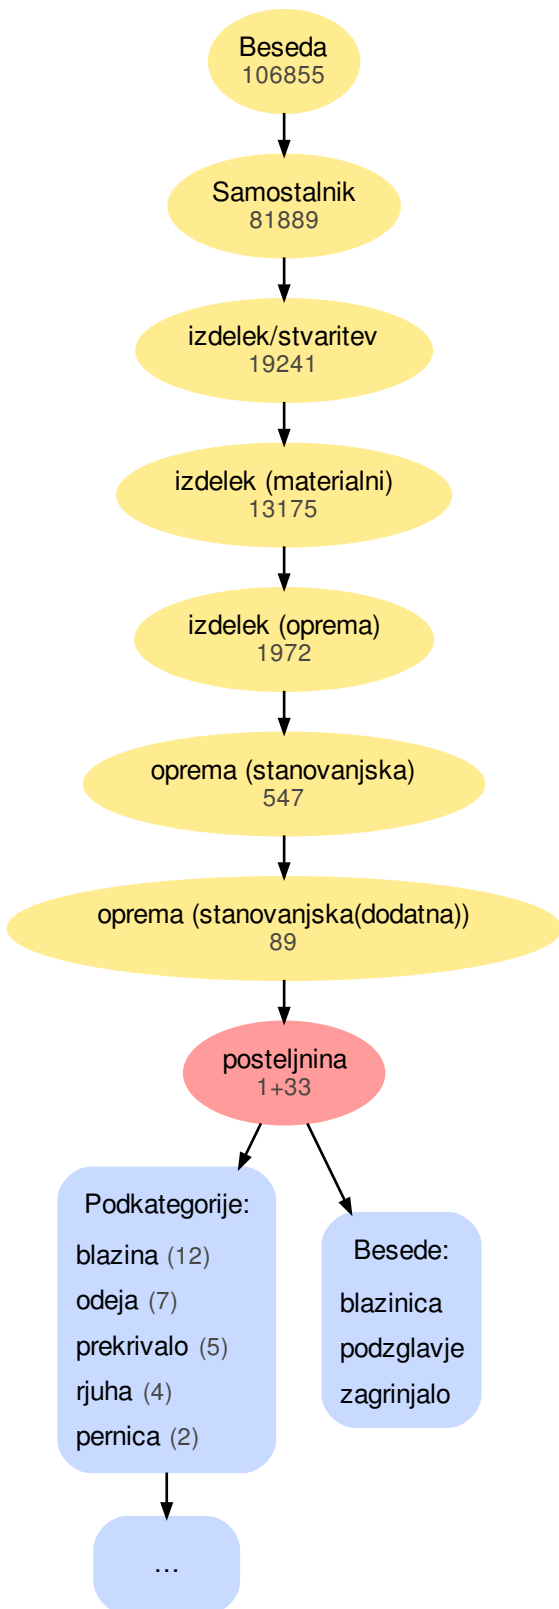 Beseda
106855
Samostalnik
81889
izdelek/stvaritev
19241
izdelek (materialni)
13175
izdelek (oprema)
1972
oprema (stanovanjska)
547
oprema (stanovanjska(dodatna))
89
posteljnina
1+33
Podkategorije:
blazina (12)
odeja (7)
prekrivalo (5)
rjuha (4)
pernica (2)
Besede:
blazinica
podzglavje
zagrinjalo
...